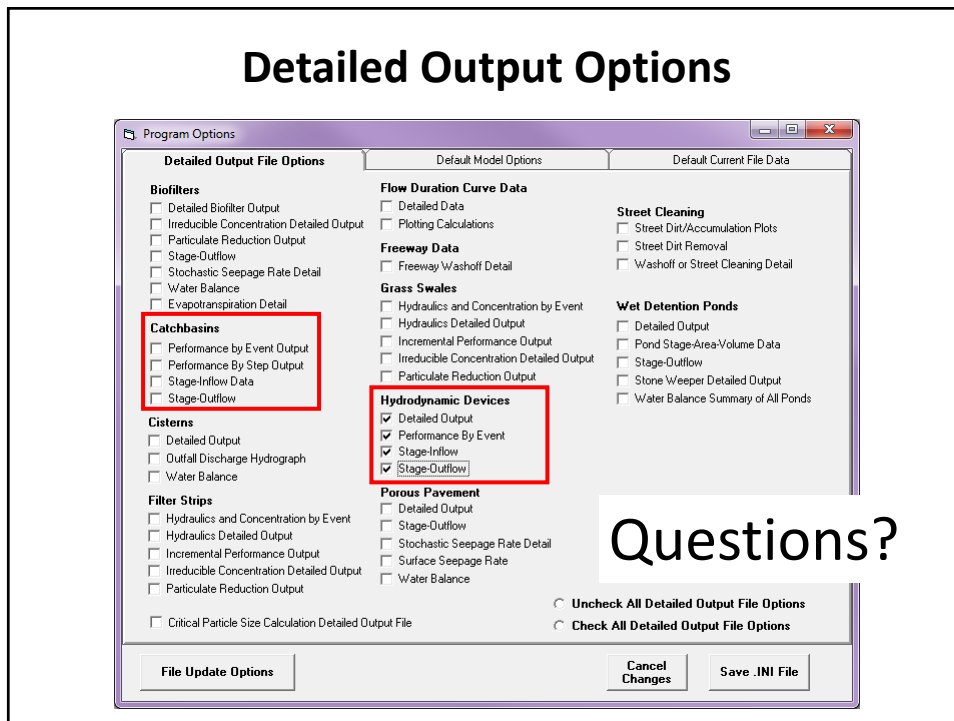 Detailed Output Options
Program Options
Detailed Output File Options
Default Model Options
Default Current File Data
Biofilters
Detailed Biofilter Output
Irreducible Concentration Detailed Output
Particulate Reduction Output
Stage-Outflow
Stochastic Seepage Rate Detail
Water Balance
Evapotranspiration Detail
Catchbasins
Performance by Event Output
Performance By Step Output
Stage-Inflow Data
Stage-Outflow
Cisterns
Detailed Output
Outfall Discharge Hydrograph
Water Balance
Filter Strips
Hydraulics and Concentration by Event
Hydraulics Detailed Output
Incremental Performance Output
Irreducible Concentration Detailed Output
Particulate Reduction Output
Critical Particle Size Calculation Detailed Output File
Flow Duration Curve Data
Detailed Data
Plotting Calculations
Freeway Data
Freeway Washoff Detail
Grass Swales
Hydraulics and Concentration by Event
Hydraulics Detailed Output
Incremental Performance Output
Irreducible Concentration Detailed Output
Particulate Reduction Output
Hydrodynamic Devices
Detailed Output
Performance By Event
Stage-Inflow
Stage-Outflow
Porous Pavement
Detailed Output
Stage-Outflow
Stochastic Seepage Rate Detail
Surface Seepage Rate
Water Balance
Street Cleaning
Street Dirt/Accumulation Plots
Street Dirt Removal
Washoff or Street Cleaning Detail
Wet Detention Ponds
Detailed Output
Pond Stage-Area-Volume Data
Stage-Outflow
Stone Weeper Detailed Output
Water Balance Summary of All Ponds
Questions?
Uncheck All Detailed Output File Options
Check All Detailed Output File Options
File Update Options
Cancel
Changes
Save .INI File